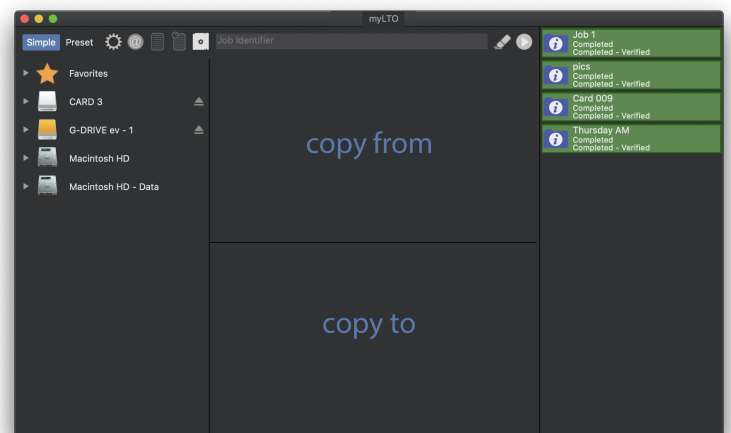 myLTO
Simple
Preset
@
Job Identifier
Favorites
CARD 3
G-DRIVE ev - 1
Macintosh HD
Macintosh HD - Data
copy from
copy to
Job 1
Completed
Completed - Verified
pics
Completed
Completed - Verified
Card 009
Completed
Completed - Verified
Thursday AM
Completed
Completed - Verified